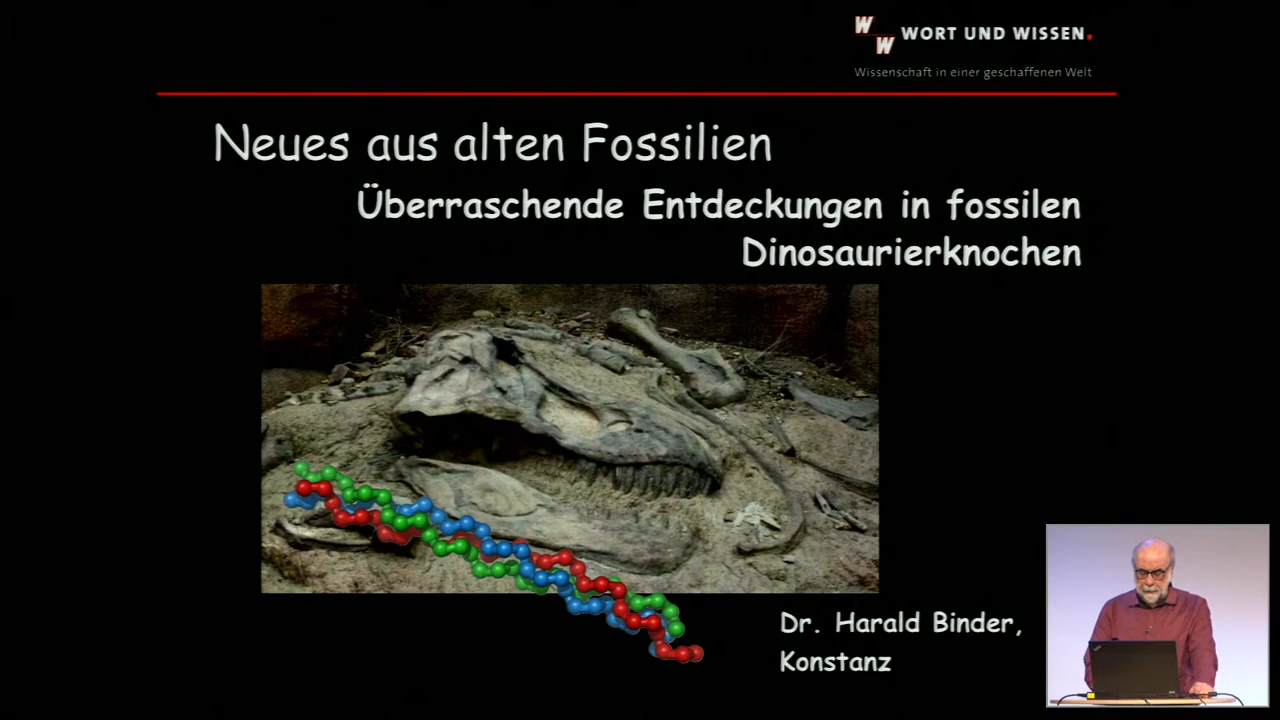 W
W WORT UND WISSEN.
Wissenschaft in einer geschaffenen Welt
Neues aus alten Fossilien
Überraschende Entdeckungen in fossilen
Dinosaurierknochen
Dr. Harald Binder,
Konstanz